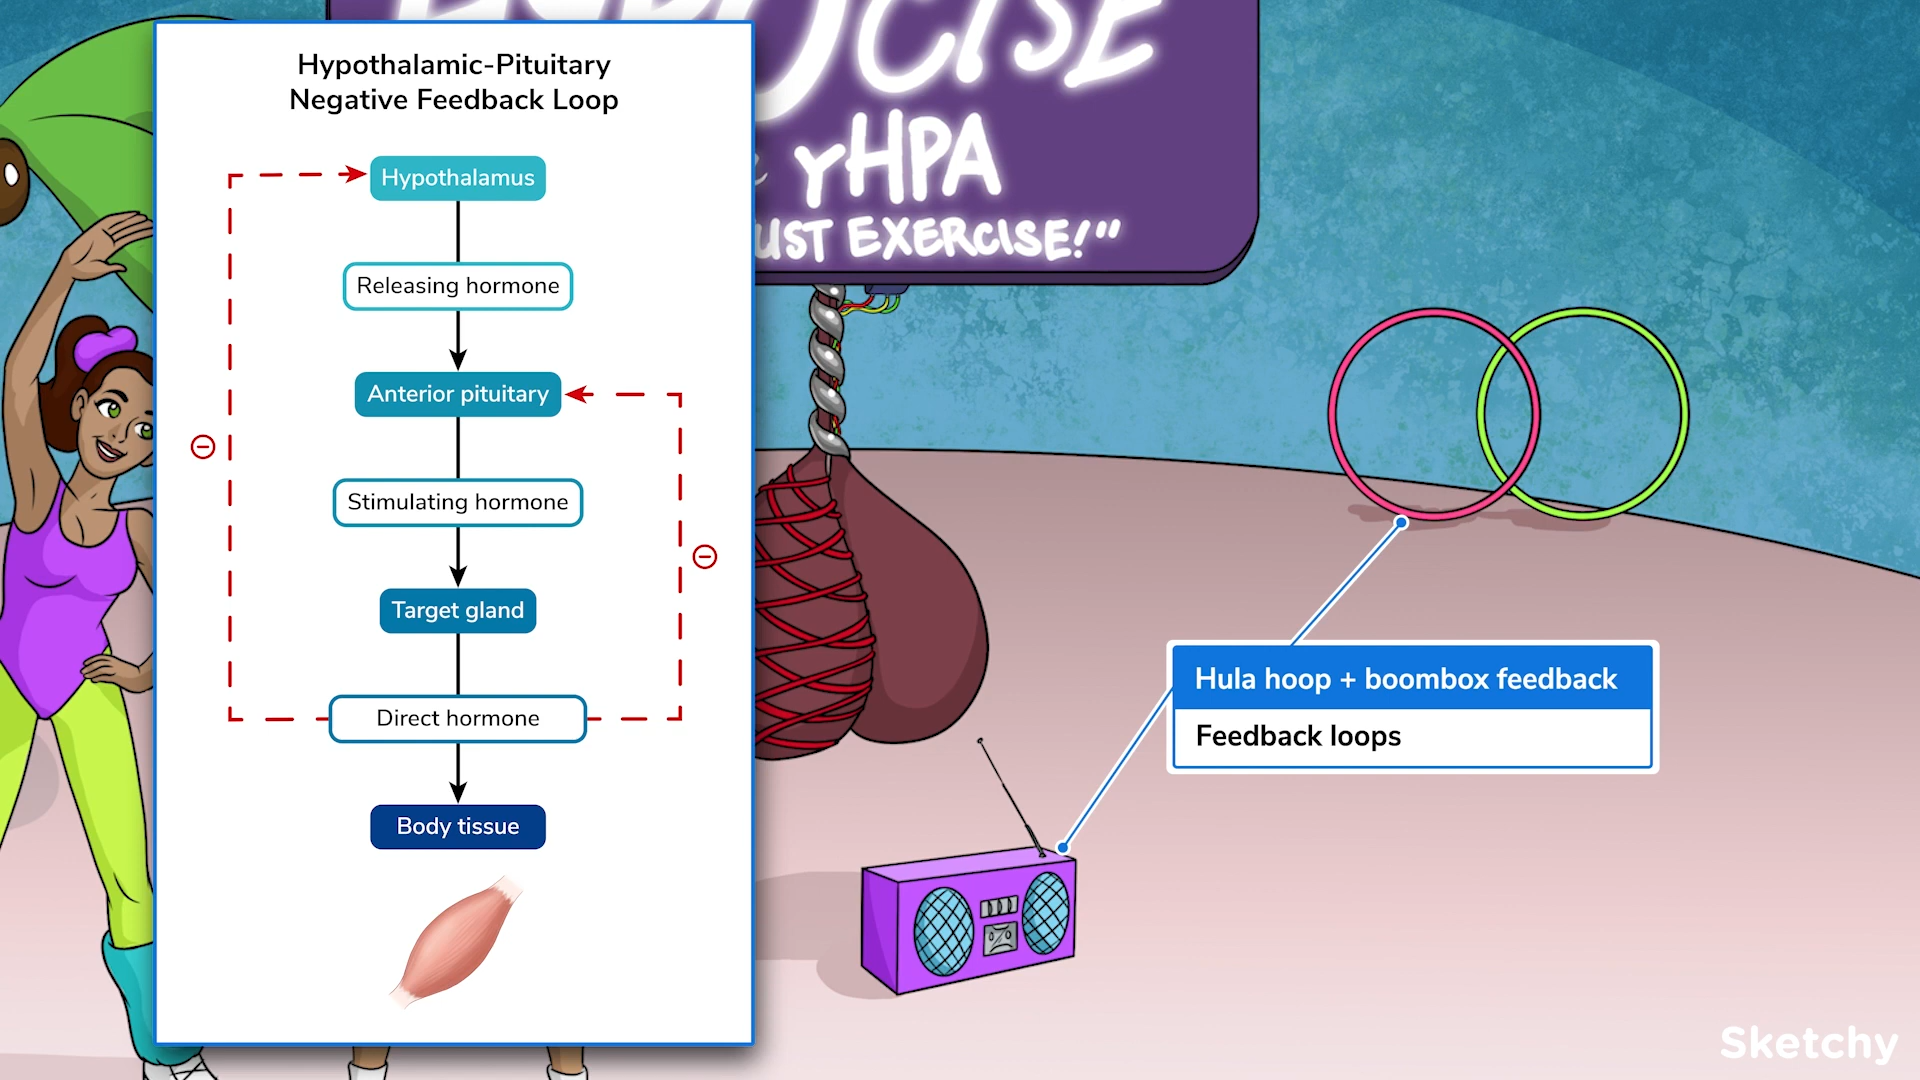 Hypothalamic-Pituitary
Negative Feedback Loop
Hypothalamus
Releasing hormone
Anterior pituitary
Stimulating hormone
Target gland
Direct hormone
Body tissue
yHPA
UST EXERCISE!”
Hula hoop + boombox feedback
Feedback loops
Sketchy